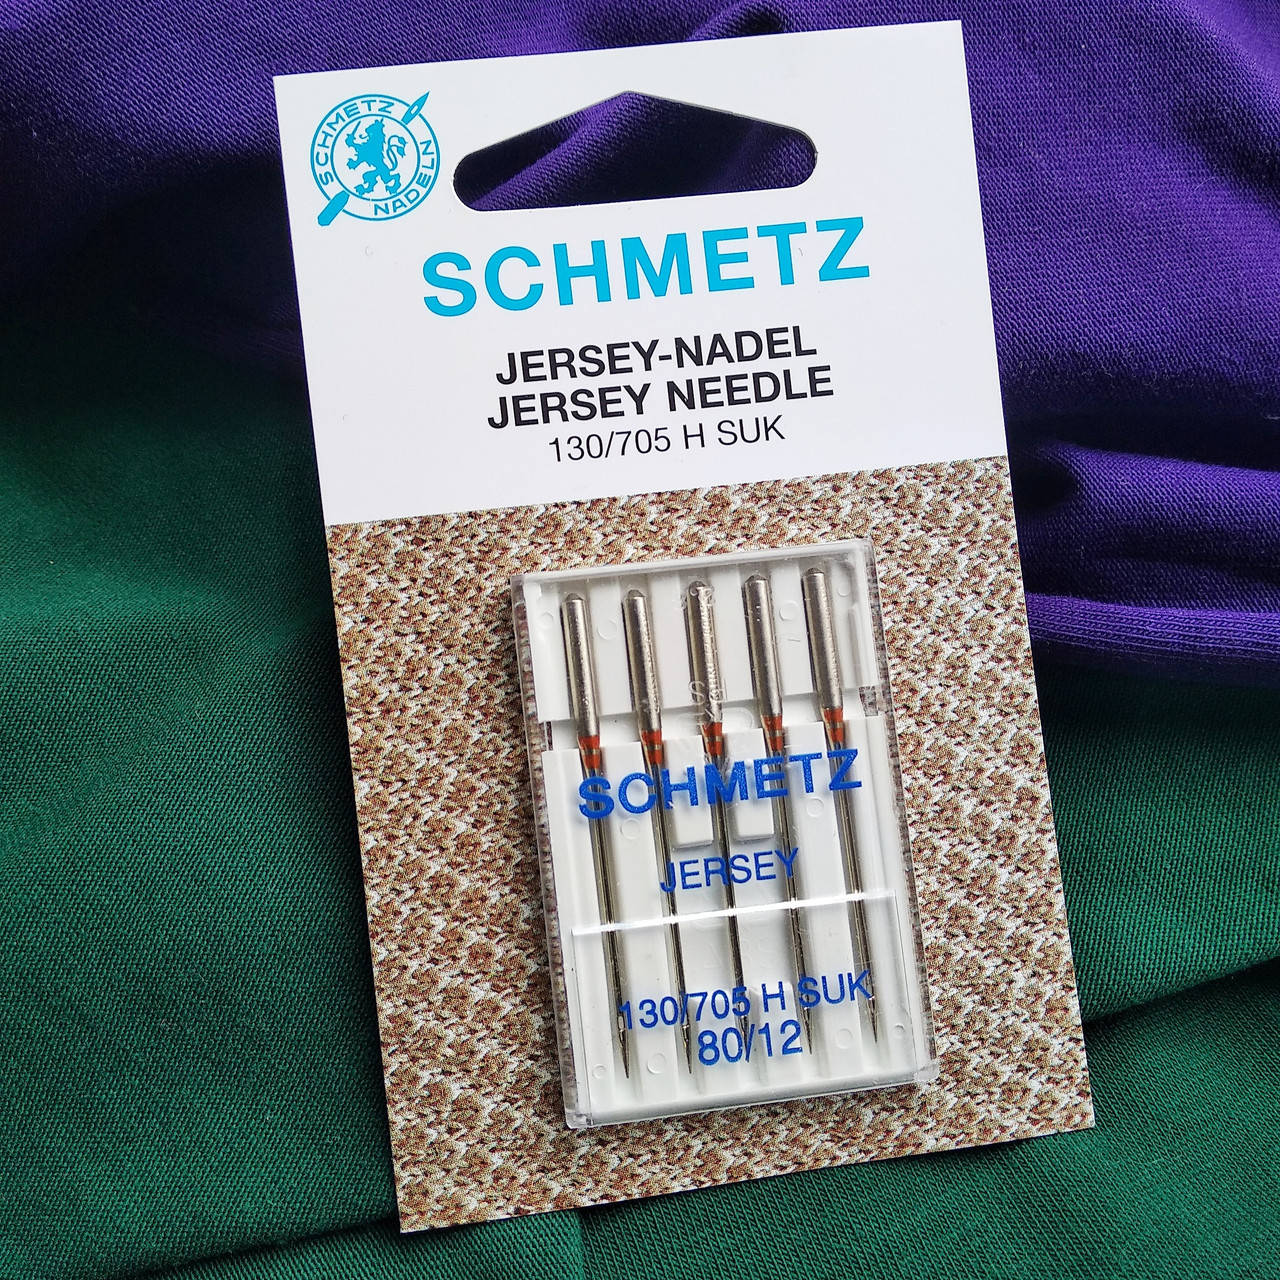 SCHMETZ
NADELN
SCHMETZ
JERSEY-NADEL
JERSEY NEEDLE
130/705 H SUK
SCHMETZ
JERSEY
130/705 H SUK
80/12